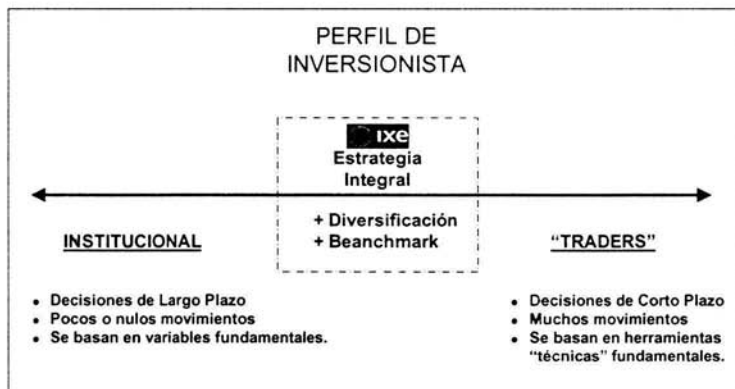 PERFIL DE
INVERSIONISTA
ixe
Estrategia
Integral
+ Diversificación
+ Beanchmark
INSTITUCIONAL
• Decisiones de Largo Plazo
• Pocos o nulos movimientos
• Se basan en variables fundamentales.
“TRADERS”
• Decisiones de Corto Plazo
• Muchos movimientos
• Se basan en herramientas
“técnicas” fundamentales.